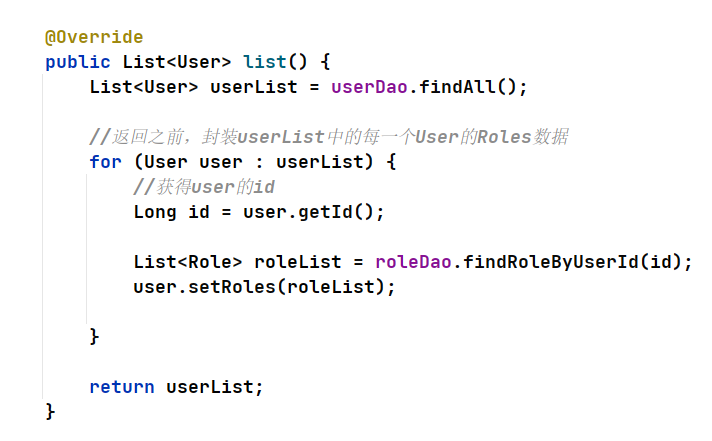 @Override
public List<User> list() {
List<User> userList = userDao.findAll();
//返回之前，封装userList中的每一个User的Roles数据
for (User user : userList) {
//获得user的id
Long id = user.getId();
List<Role> roleList = roleDao.findRoleByUserId(id);
user.setRoles(roleList);
}
return userList;
}